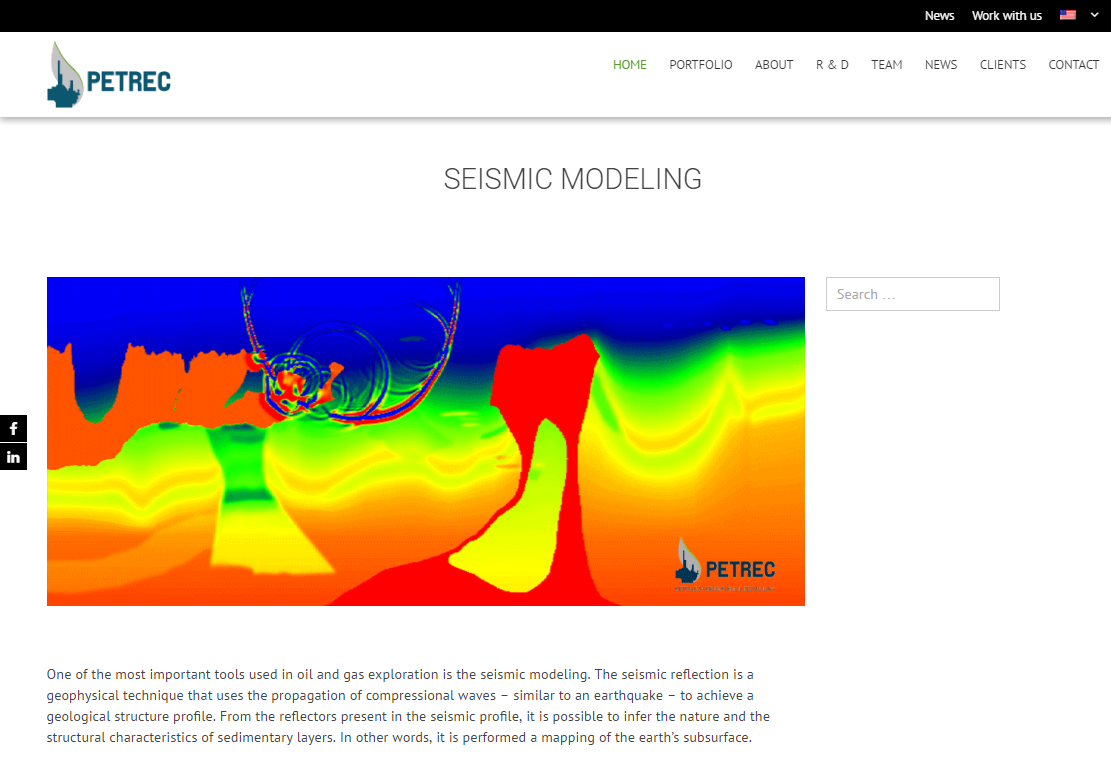 News Work with us
PETREC
HOME PORTFOLIO ABOUT R & D TEAM NEWS CLIENTS CONTACT
SEISMIC MODELING
Search ...
f
in
PETREC
One of the most important tools used in oil and gas exploration is the seismic modeling. The seismic reflection is a
geophysical technique that uses the propagation of compressional waves – similar to an earthquake – to achieve a
geological structure profile. From the reflectors present in the seismic profile, it is possible to infer the nature and the
structural characteristics of sedimentary layers. In other words, it is performed a mapping of the earth's subsurface.